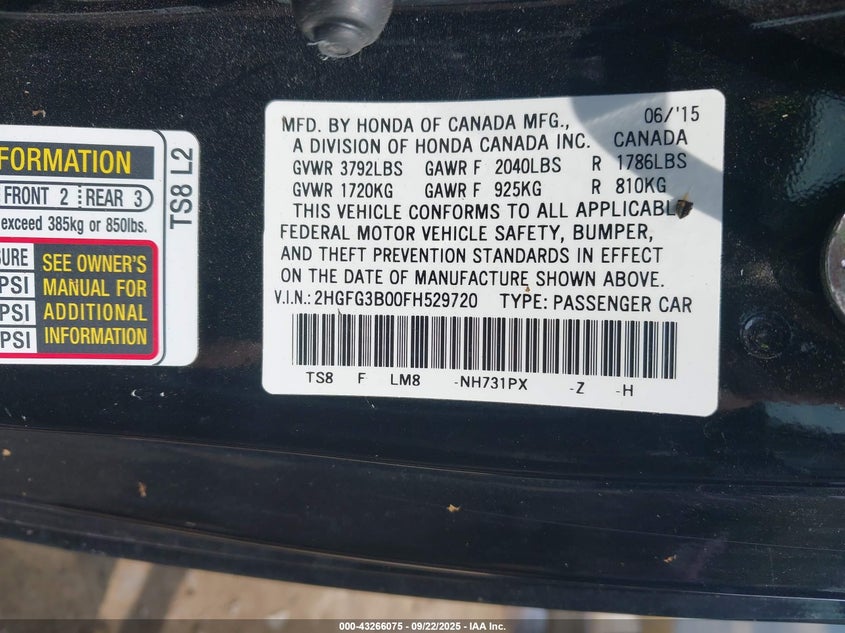 FORMATION
FRONT 2 REAR 3
exceed 385kg or 850lbs.
SURE
PSI
PSI
PSI
SEE OWNER'S
MANUAL FOR
ADDITIONAL
INFORMATION
TS8 L2
MFD. BY HONDA OF CANADA MFG., 06/'15
A DIVISION OF HONDA CANADA INC. CANADA
GVWR 3792LBS GAWR F 2040LBS R 1786LBS
GVWR 1720KG GAWR F 925KG R 810KG
THIS VEHICLE CONFORMS TO ALL APPLICABLE
FEDERAL MOTOR VEHICLE SAFETY, BUMPER,
AND THEFT PREVENTION STANDARDS IN EFFECT
ON THE DATE OF MANUFACTURE SHOWN ABOVE.
V.I.N.: 2HGFG3B00FH529720 TYPE: PASSENGER CAR
TS8 F LM8 -NH731PX -Z -H
000-43266075 - 09/22/2025 - IAA Inc.